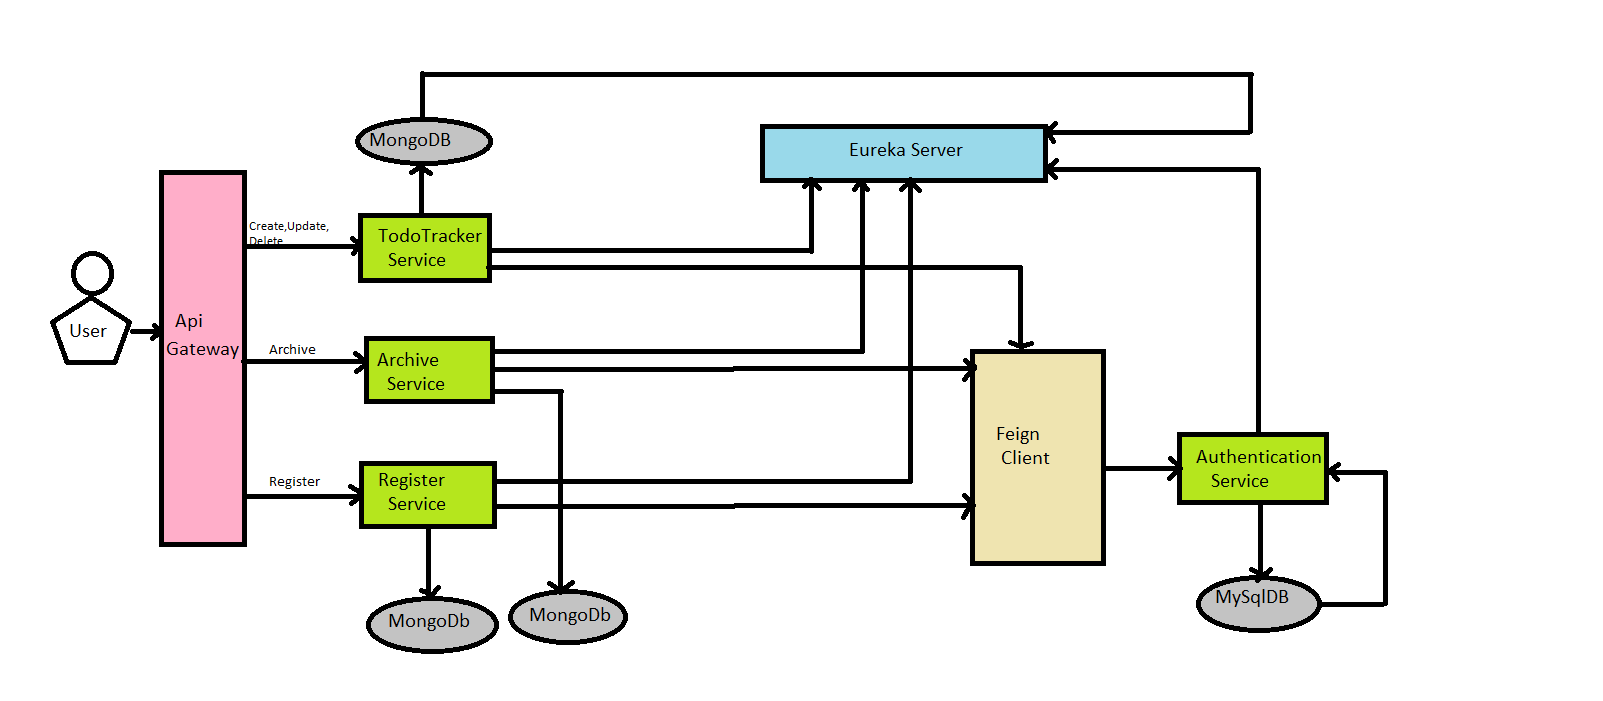 MongoDB
Eureka Server
Create,Update,
Delete
TodoTracker
Service
User
Api
Gateway
Archive
Archive
Service
Feign
Client
Register
Register
Service
Authentication
Service
MongoDb
MongoDb
MySqlDB